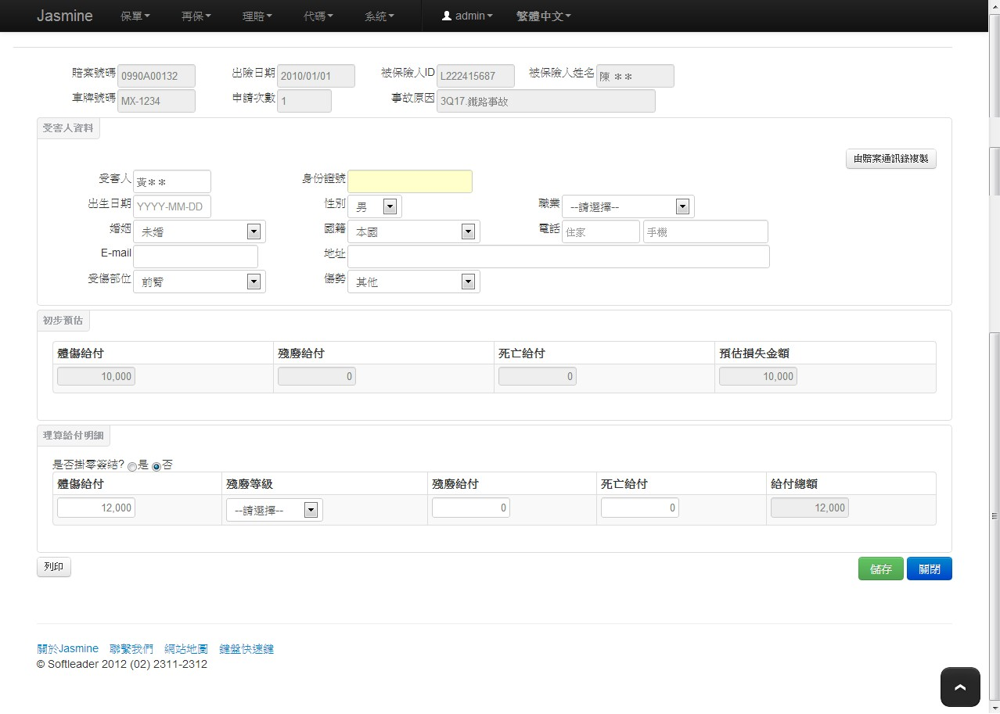 Jasmine 保單 再保 理賠 代碼 系統 admin 繁體中文
賠案號碼 0990A00132 出險日期 2010/01/01 被保險人ID L222415687 被保險人姓名 陳 * *
車牌號碼 MX-1234 申請次數 1 事故原因 3Q17.鐵路事故
受害人資料
由賠案通訊錄複製
受害人 黃* * 身份證號
出生日期 YYYY-MM-DD 性別 男 職業 --請選擇--
婚姻 未婚 國籍 本國 電話 住家 手機
E-mail 地址
受傷部位 前臂 傷勢 其他
初步預估
體傷給付 殘廢給付 死亡給付 預估損失金額
10,000 0 0 10,000
理算給付明細
是否掛零簽結? 是 否
體傷給付 殘廢等級 殘廢給付 死亡給付 給付總額
12,000 --請選擇-- 0 0 12,000
列印 儲存 關閉
關於Jasmine 聯繫我們 網站地圖 鍵盤快速鍵
© Softleader 2012 (02) 2311-2312